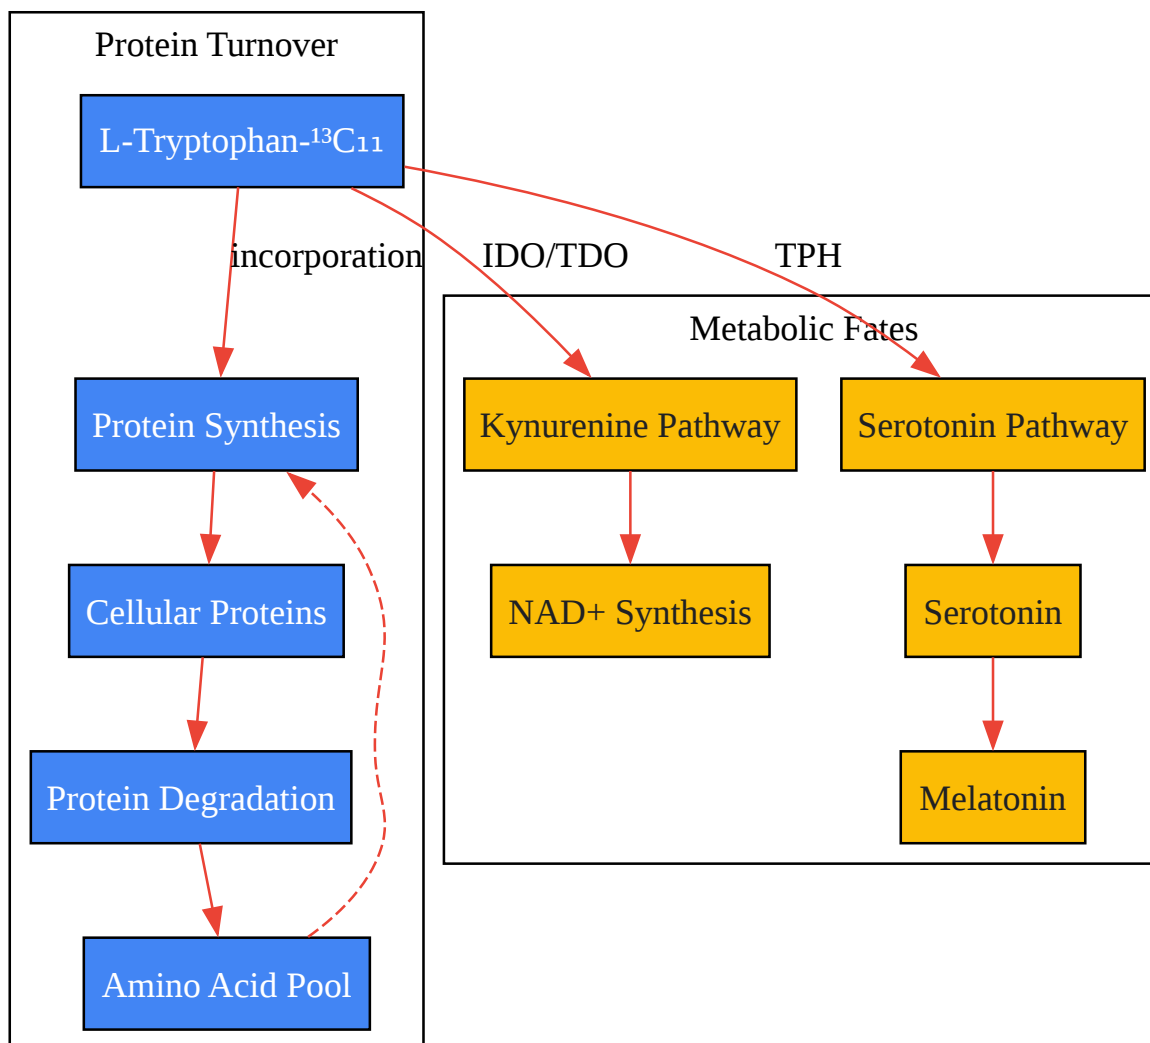 Protein Turnover
L-Tryptophan-¹³C₁₁
incorporation
IDO/TDO
TPH
Metabolic Fates
Protein Synthesis
Kynurenine Pathway
Serotonin Pathway
Cellular Proteins
NAD+ Synthesis
Serotonin
Protein Degradation
Melatonin
Amino Acid Pool